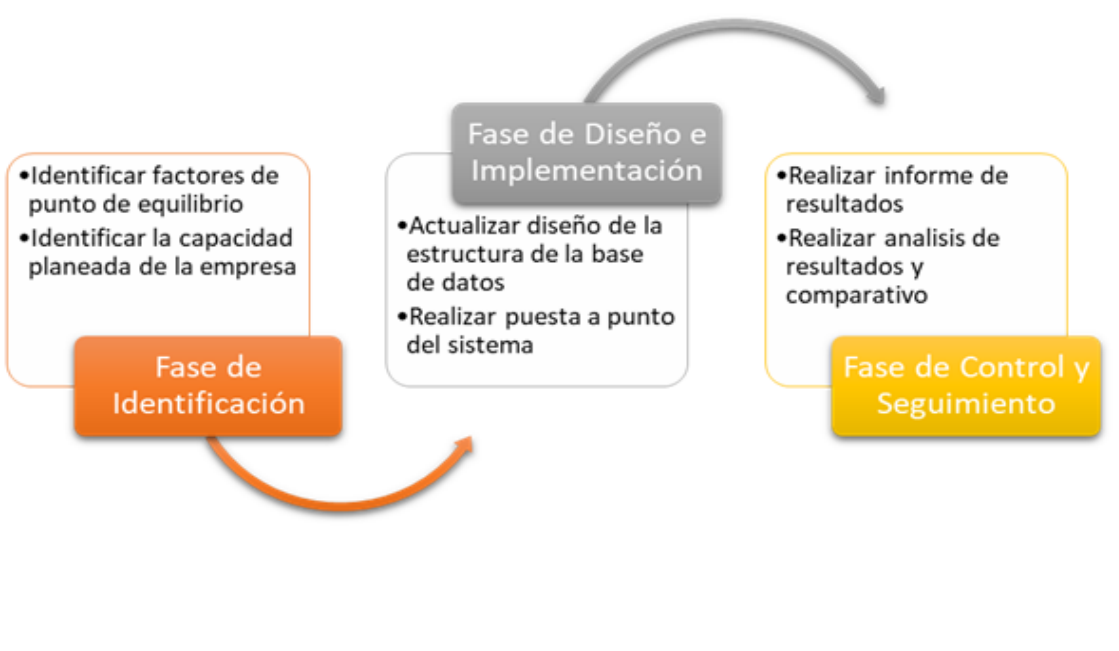 •Identificar factores de
punto de equilibrio
•Identificar la capacidad
planeada de la empresa
Fase de
Identificación
Fase de Diseño e
Implementación
•Actualizar diseño de la
estructura de la base
de datos
•Realizar puesta a punto
del sistema
•Realizar informe de
resultados
•Realizar analisis de
resultados y
comparativo
Fase de Control y
Seguimiento